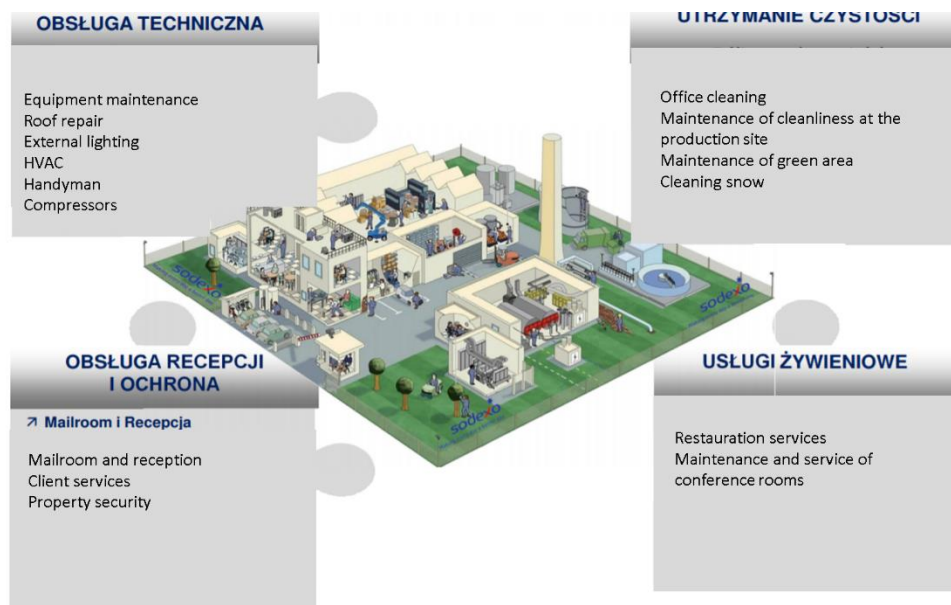 OBSŁUGA TECHNICZNA
Equipment maintenance
Roof repair
External lighting
HVAC
Handyman
Compressors
UTRZYMANIE CZYSTOŚCI
Office cleaning
Maintenance of cleanliness at the
production site
Maintenance of green area
Cleaning snow
sodexo
sodexo
sodexo
OBSŁUGA RECEPCJI
I OCHRONA
↗ Mailroom i Recepcja
Mailroom and reception
Client services
Property security
USŁUGI ŻYWIENIOWE
Restauration services
Maintenance and service of
conference rooms